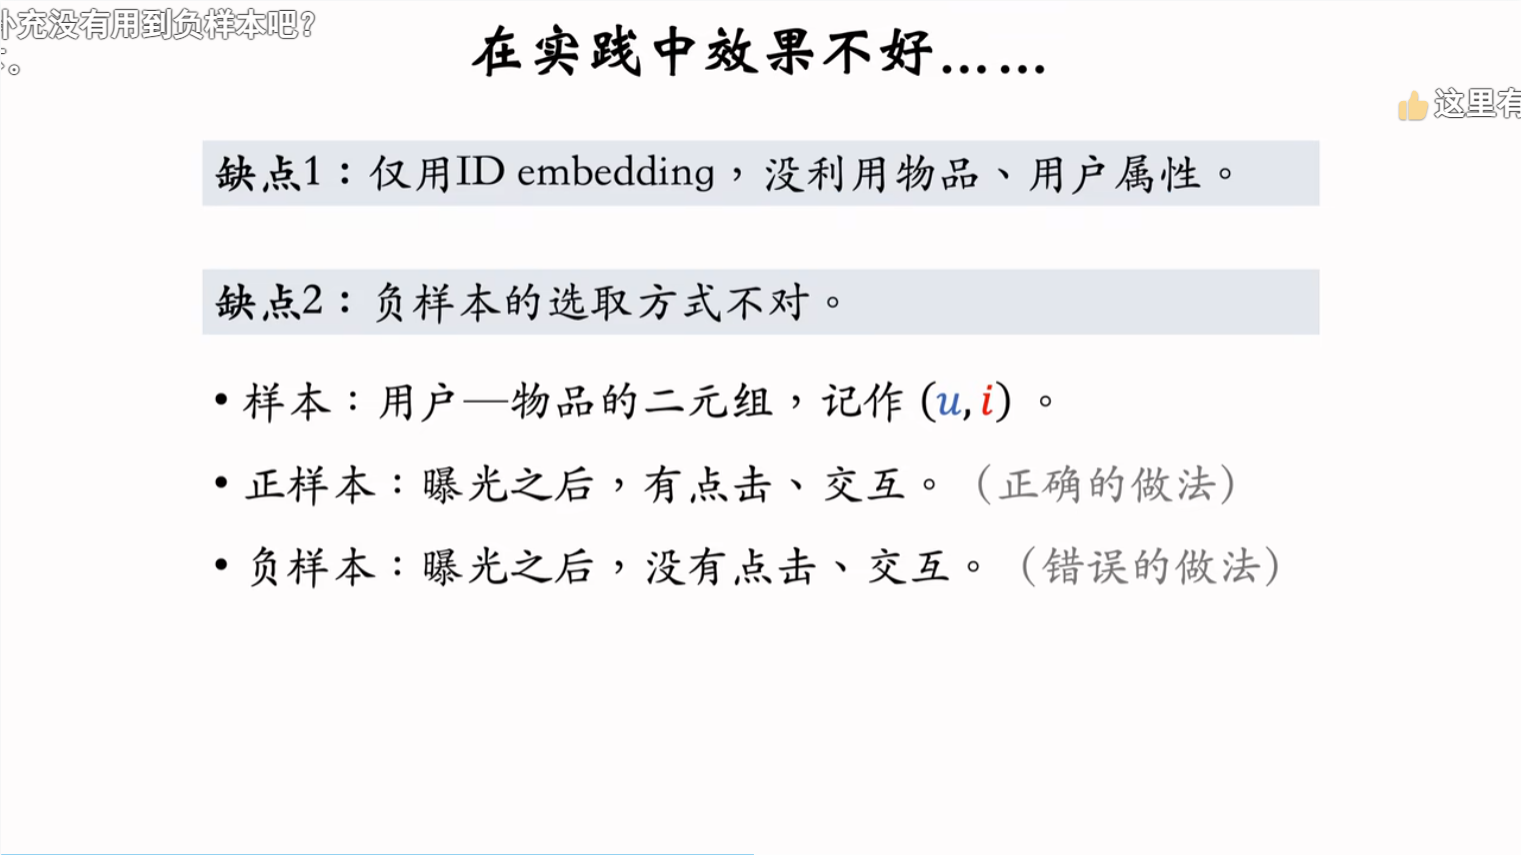 补充没有用到负样本吧？
。
在实践中效果不好……
这里有
缺点1：仅用ID embedding，没利用物品、用户属性。
缺点2：负样本的选取方式不对。
• 样本：用户—物品的二元组，记作 (u, i) 。
• 正样本：曝光之后，有点击、交互。（正确的做法）
• 负样本：曝光之后，没有点击、交互。（错误的做法）